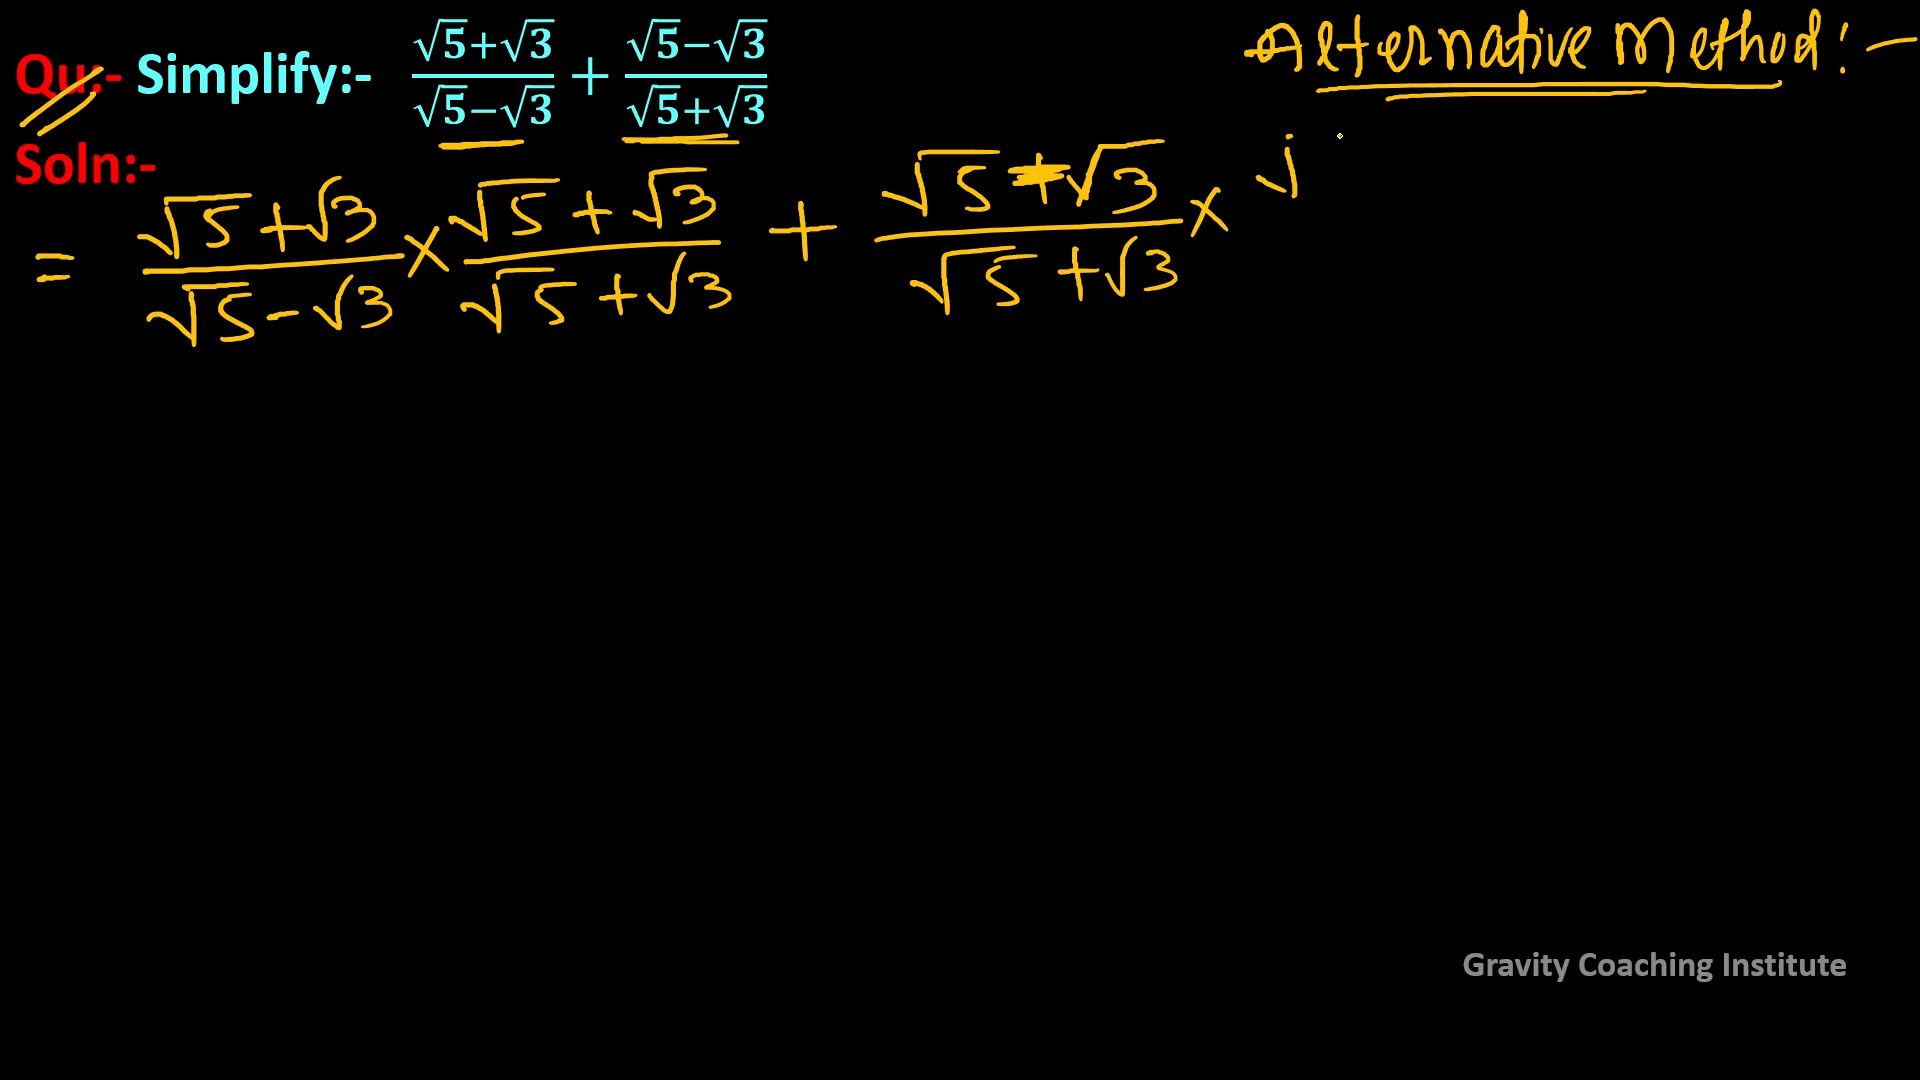 Qu:- Simplify:- (√5+√3)/(√5−√3) + (√5−√3)/(√5+√3)
Alternative Method:-
Soln:-
= (√5+√3)/(√5−√3) × (√5+√3)/(√5+√3) + (√5−√3)/(√5+√3) × √
Gravity Coaching Institute